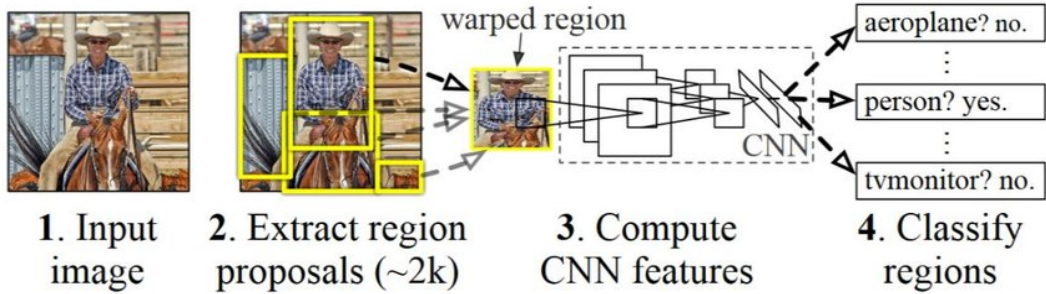 warped region
aeroplane? no.
⋮
person? yes.
⋮
tvmonitor? no.
CNN
1. Input
image
2. Extract region
proposals (~2k)
3. Compute
CNN features
4. Classify
regions